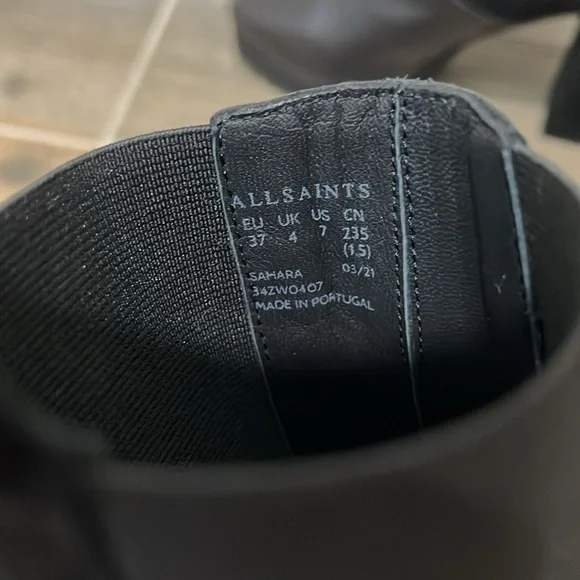 ALLSAINTS
EU UK US CN
37 4 7 235
(1.5)
SAHARA 03/21
34ZW0407
MADE IN PORTUGAL